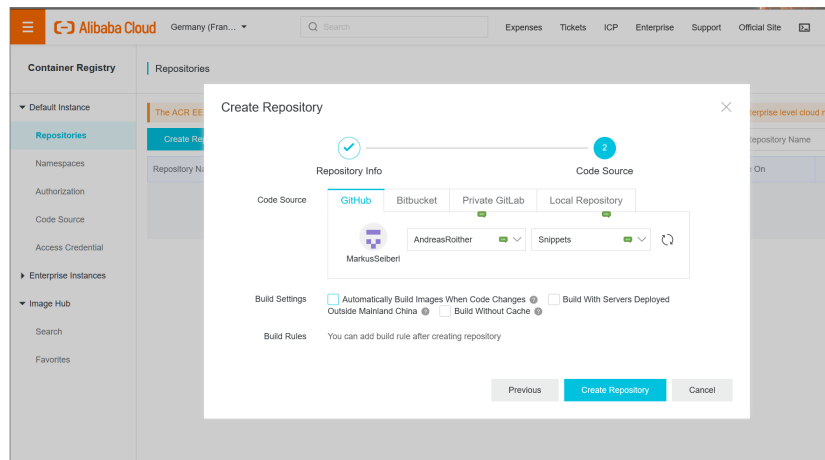 Alibaba Cloud
Germany (Fran...
Search
Expenses
Tickets
ICP
Enterprise
Support
Official Site
Container Registry
Repositories
Default Instance
Repositories
Namespaces
Authorization
Code Source
Access Credential
Enterprise Instances
Image Hub
Search
Favorites
The ACR EE
erprise level cloud
Create Re
Repository Name
Repository Na
On
Create Repository
2
Repository Info
Code Source
Code Source
GitHub
Bitbucket
Private GitLab
Local Repository
MarkusSeiberl
AndreasRoither
Snippets
Build Settings
Automatically Build Images When Code Changes
Build With Servers Deployed
Outside Mainland China
Build Without Cache
Build Rules
You can add build rule after creating repository
Previous
Create Repository
Cancel